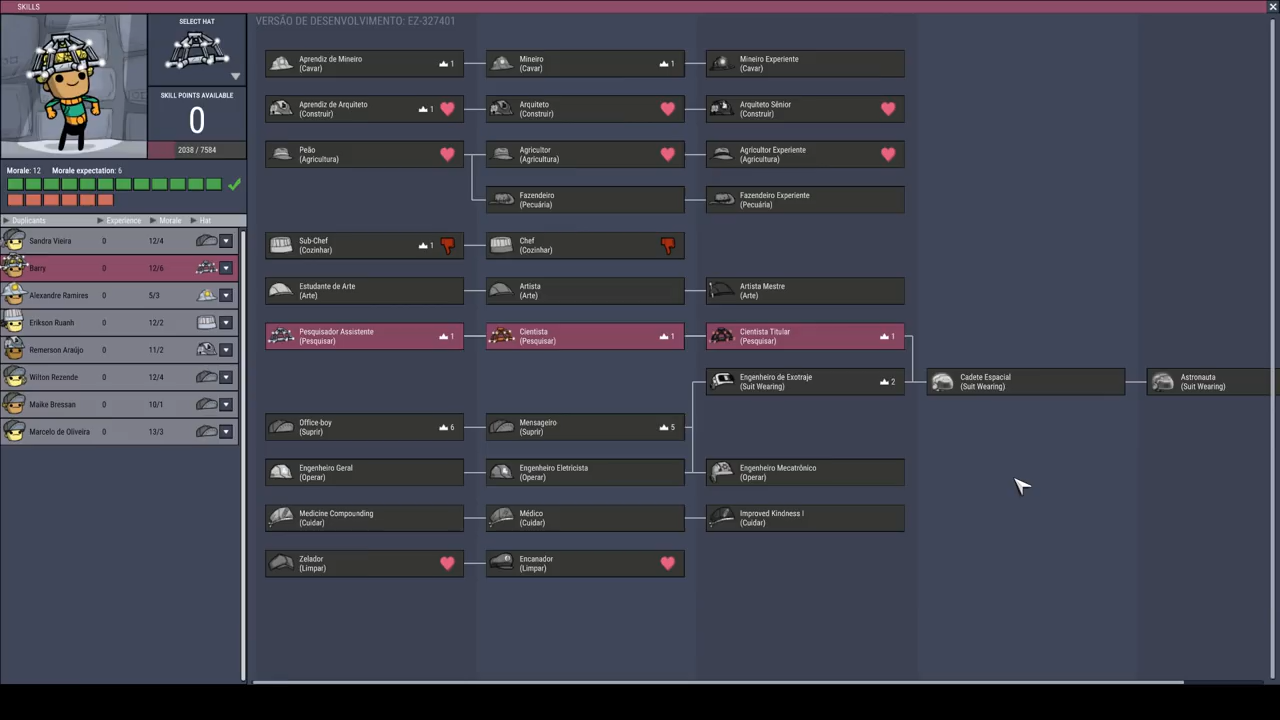 SKILLS
SELECT HAT
SKILL POINTS AVAILABLE
0
2038 / 7584
Morale: 12 Morale expectation: 6
Duplicants Experience Morale Hat
Sandra Vieira 0 12/4
Barry 0 12/6
Alexandre Ramires 0 5/3
Erikson Ruanh 0 12/2
Remerson Araújo 0 11/2
Wilton Rezende 0 12/4
Maike Bressan 0 10/1
Marcelo de Oliveira 0 13/3
VERSÃO DE DESENVOLVIMENTO: EZ-327401
Aprendiz de Mineiro
(Cavar)
1
Mineiro
(Cavar)
1
Mineiro Experiente
(Cavar)
Aprendiz de Arquiteto
(Construir)
1
Arquiteto
(Construir)
Arquiteto Sênior
(Construir)
Peão
(Agricultura)
Agricultor
(Agricultura)
Agricultor Experiente
(Agricultura)
Fazendeiro
(Pecuária)
Fazendeiro Experiente
(Pecuária)
Sub-Chef
(Cozinhar)
1
Chef
(Cozinhar)
Estudante de Arte
(Arte)
Artista
(Arte)
Artista Mestre
(Arte)
Pesquisador Assistente
(Pesquisar)
1
Cientista
(Pesquisar)
1
Cientista Titular
(Pesquisar)
1
Engenheiro de Exotraje
(Suit Wearing)
2
Cadete Espacial
(Suit Wearing)
Astronauta
(Suit Wearing)
Office-boy
(Suprir)
6
Mensageiro
(Suprir)
5
Engenheiro Geral
(Operar)
Engenheiro Eletricista
(Operar)
Engenheiro Mecatrônico
(Operar)
Medicine Compounding
(Cuidar)
Médico
(Cuidar)
Improved Kindness I
(Cuidar)
Zelador
(Limpar)
Encanador
(Limpar)